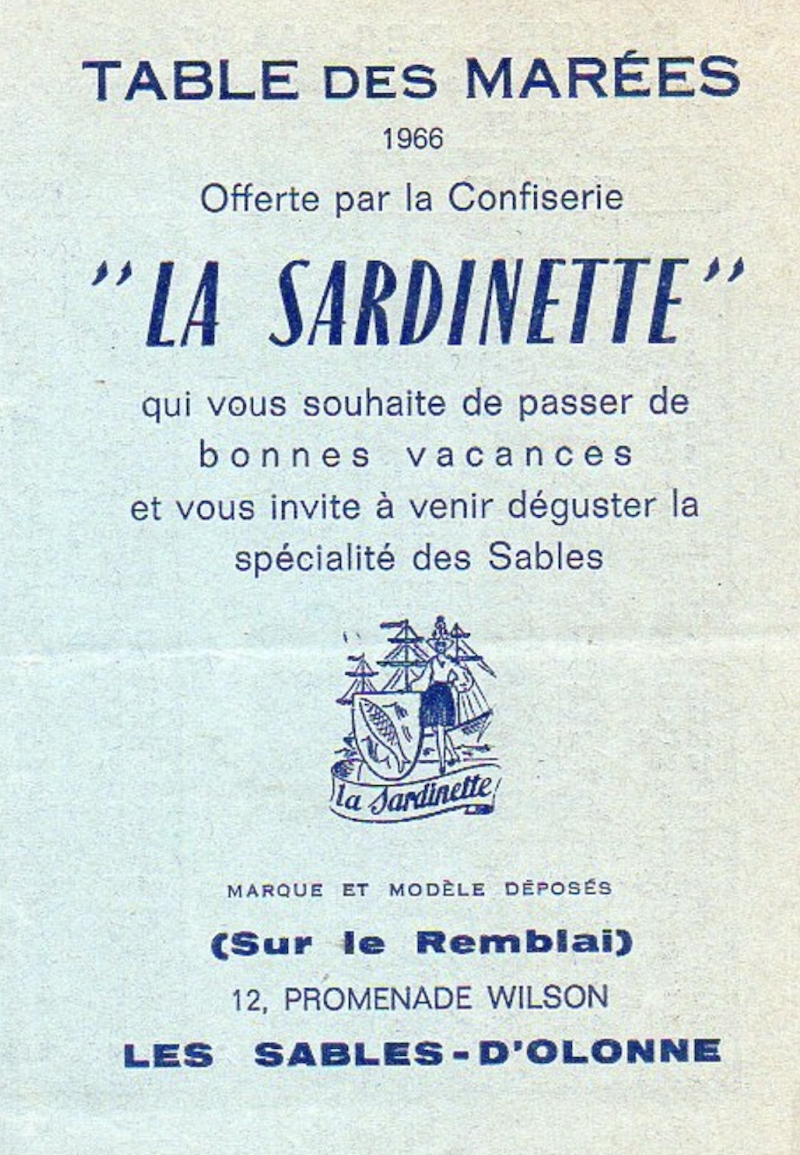 TABLE DES MARÉES
1966
Offerte par la Confiserie
"LA SARDINETTE"
qui vous souhaite de passer de
bonnes vacances
et vous invite à venir déguster la
spécialité des Sables
la Sardinette
MARQUE ET MODÈLE DÉPOSÉS
(Sur le Remblai)
12, PROMENADE WILSON
LES SABLES-D'OLONNE